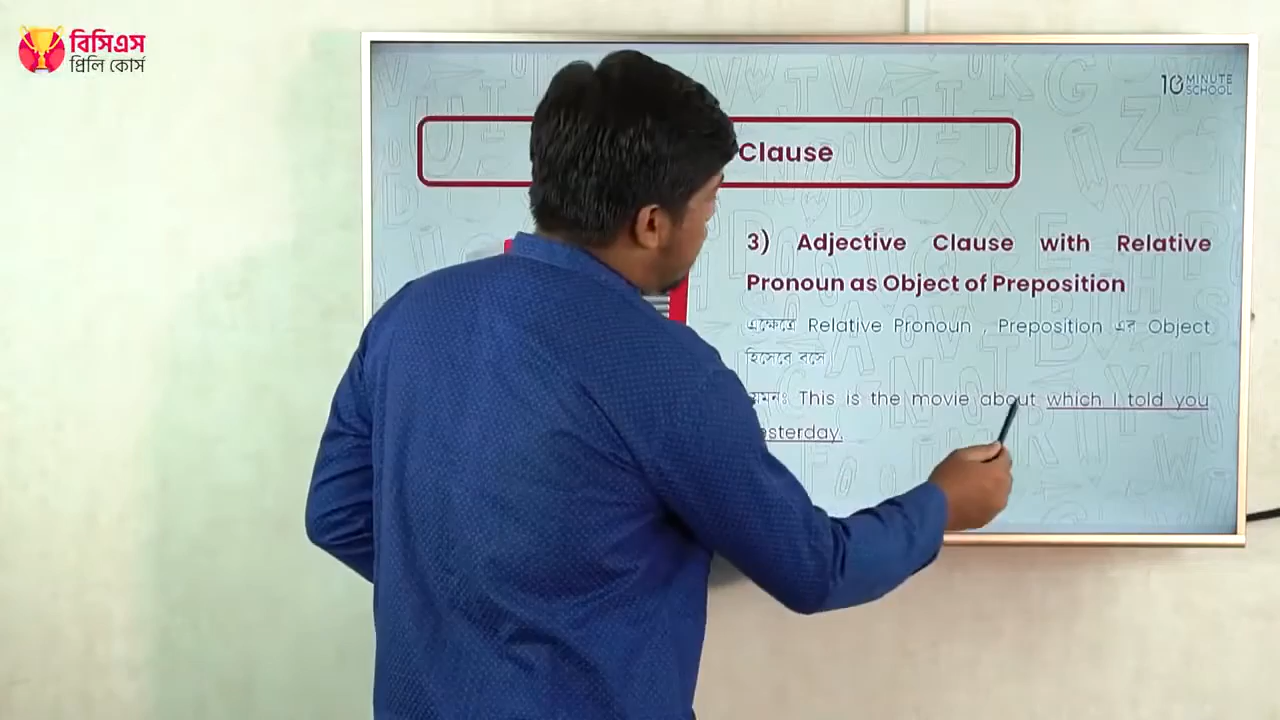 বিসিএস
প্রিলি কোর্স
10 MINUTE
SCHOOL
Clause
3) Adjective Clause with Relative
Pronoun as Object of Preposition
এক্ষেত্রে Relative Pronoun , Preposition এর Object
হিসেবে বসে।
This is the movie about which I told you